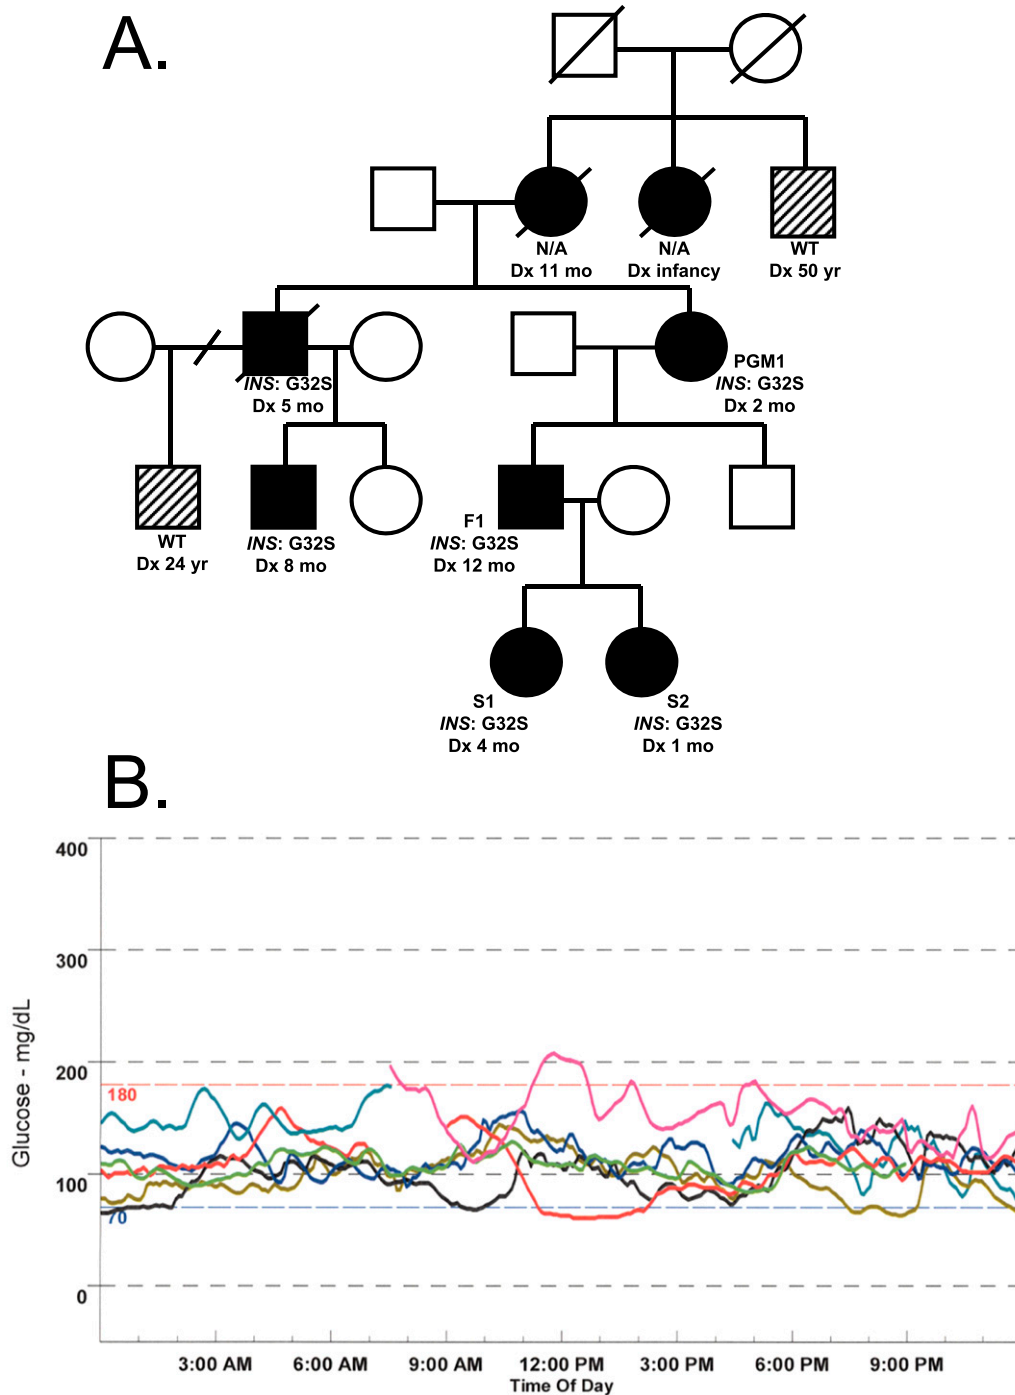 A.
N/A
Dx 11 mo
N/A
Dx infancy
WT
Dx 50 yr
INS: G32S
Dx 5 mo
PGM1
INS: G32S
Dx 2 mo
WT
Dx 24 yr
INS: G32S
Dx 8 mo
F1
INS: G32S
Dx 12 mo
S1
INS: G32S
Dx 4 mo
S2
INS: G32S
Dx 1 mo
B.
Glucose - mg/dL
400
300
200
180
100
70
0
3:00 AM 6:00 AM 9:00 AM 12:00 PM 3:00 PM 6:00 PM 9:00 PM
Time Of Day